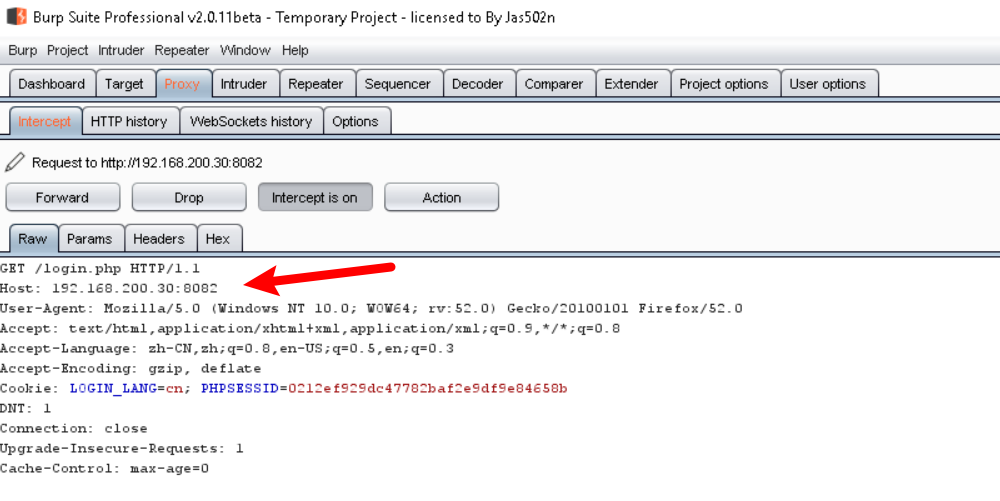 Burp Suite Professional v2.0.11beta - Temporary Project - licensed to By Jas502n
Burp Project Intruder Repeater Window Help
Dashboard Target Proxy Intruder Repeater Sequencer Decoder Comparer Extender Project options User options
Intercept HTTP history WebSockets history Options
Request to http://192.168.200.30:8082
Forward Drop Intercept is on Action
Raw Params Headers Hex
GET /login.php HTTP/1.1
Host: 192.168.200.30:8082
User-Agent: Mozilla/5.0 (Windows NT 10.0; WOW64; rv:52.0) Gecko/20100101 Firefox/52.0
Accept: text/html,application/xhtml+xml,application/xml;q=0.9,*/*;q=0.8
Accept-Language: zh-CN,zh;q=0.8,en-US;q=0.5,en;q=0.3
Accept-Encoding: gzip, deflate
Cookie: LOGIN_LANG=cn; PHPSESSID=0212ef929dc47782baf2e9df9e84658b
DNT: 1
Connection: close
Upgrade-Insecure-Requests: 1
Cache-Control: max-age=0